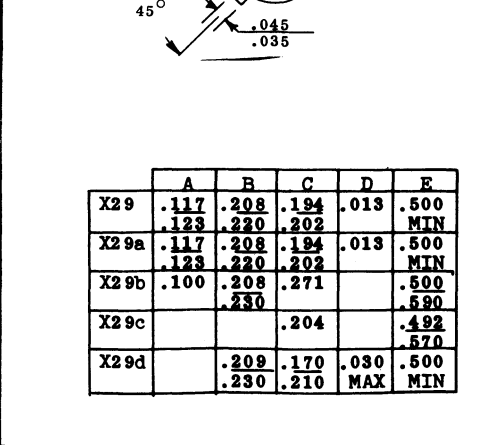 45°
.045
.035
A B C D E
X29 .117 .208 .194 .013 .500
.123 .220 .202 MIN
X29a .117 .208 .194 .013 .500
.123 .220 .202 MIN
X29b .100 .208 .271 .500
.230 .590
X29c .204 .492
.570
X29d .209 .170 .030 .500
.230 .210 MAX MIN